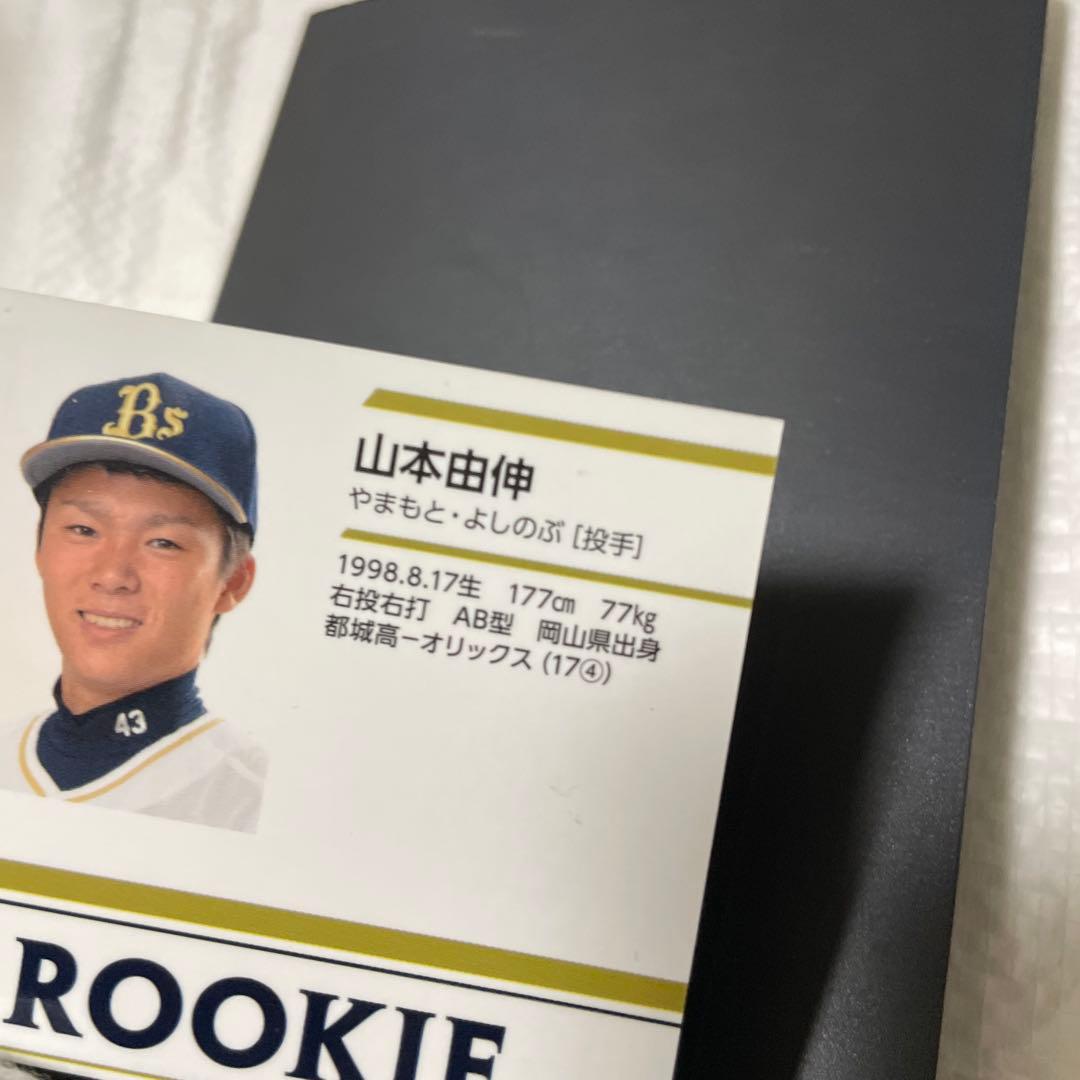 Bs
山本由伸
やまもと・よしのぶ [投手]
1998.8.17生 177㎝ 77㎏
右投右打 AB型 岡山県出身
都城高－オリックス (17④)
43
ROOKIE